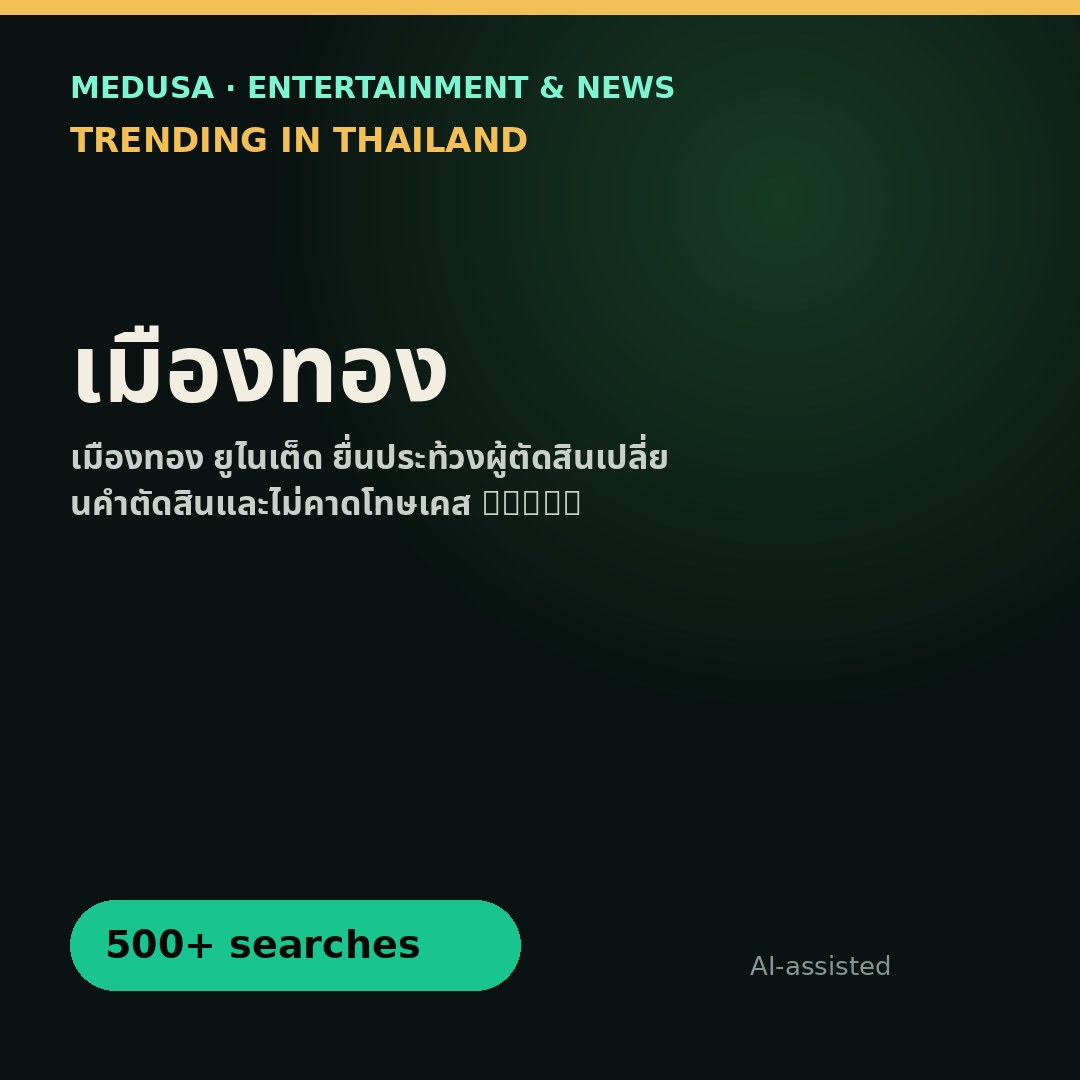 MEDUSA · ENTERTAINMENT & NEWS
TRENDING IN THAILAND
เมืองทอง
เมืองทอง ยูไนเต็ด ยื่นประท้วงผู้ตัดสินเปลี่ย
นคำตัดสินและไม่คาดโทษเคส
500+ searches
AI-assisted